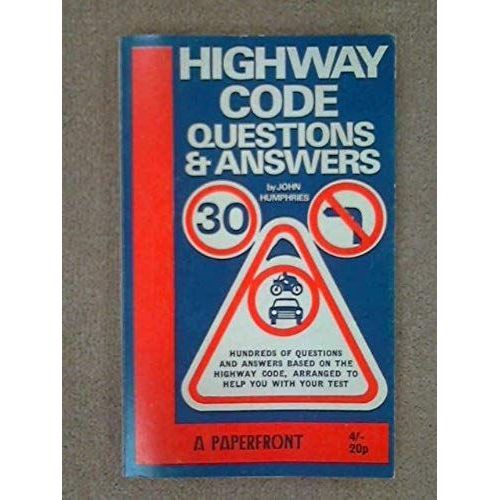 HIGHWAY
CODE
QUESTIONS
& ANSWERS
by JOHN
HUMPHRIES
30
HUNDREDS OF QUESTIONS
AND ANSWERS BASED ON THE
HIGHWAY CODE, ARRANGED TO
HELP YOU WITH YOUR TEST
A PAPERFRONT
4/-
20p